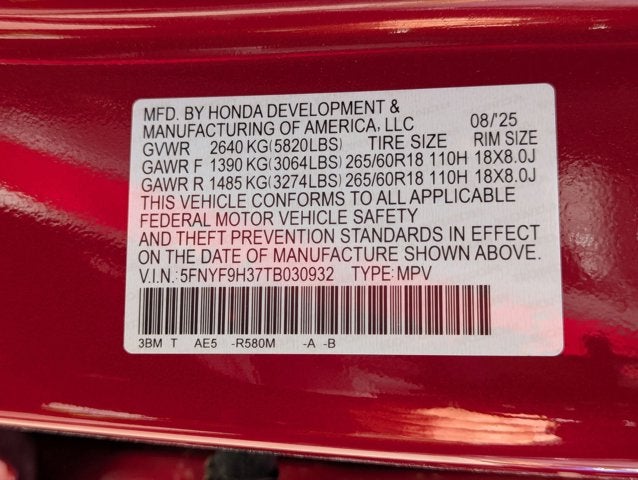 MFD. BY HONDA DEVELOPMENT &
MANUFACTURING OF AMERICA, LLC 08/'25
GVWR 2640 KG(5820LBS) TIRE SIZE RIM SIZE
GAWR F 1390 KG(3064LBS) 265/60R18 110H 18X8.0J
GAWR R 1485 KG(3274LBS) 265/60R18 110H 18X8.0J
THIS VEHICLE CONFORMS TO ALL APPLICABLE
FEDERAL MOTOR VEHICLE SAFETY
AND THEFT PREVENTION STANDARDS IN EFFECT
ON THE DATE OF MANUFACTURE SHOWN ABOVE.
V.I.N.: 5FNYF9H37TB030932 TYPE: MPV
3BM T AE5 -R580M -A -B